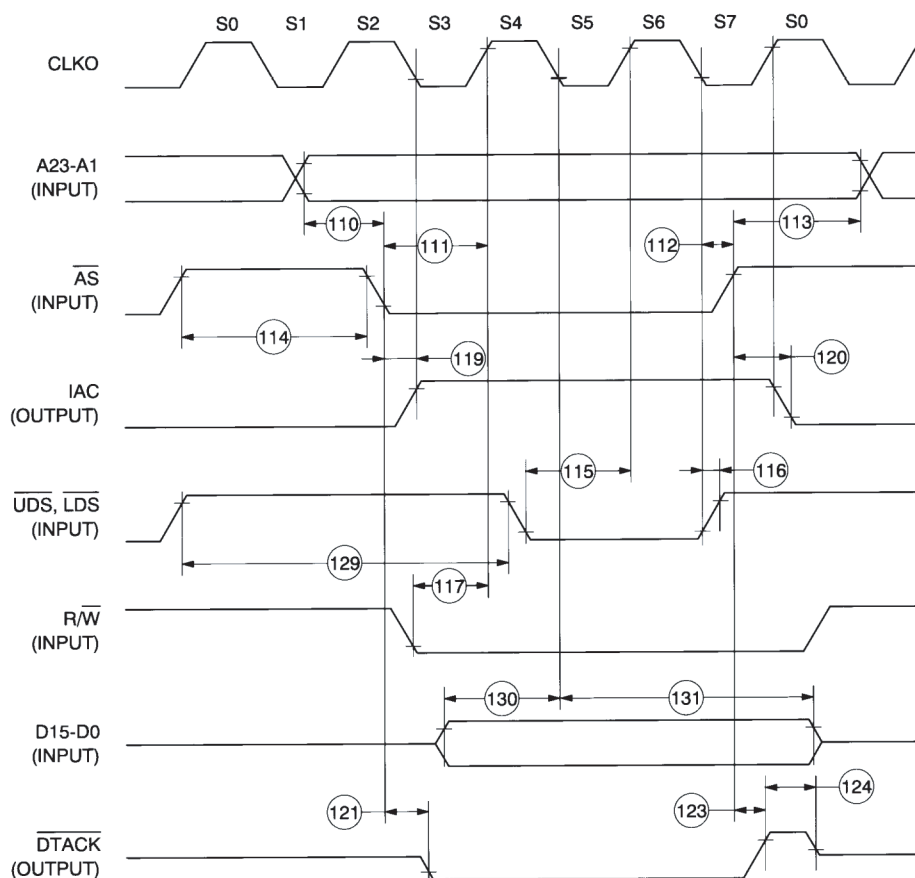 S0 S1 S2 S3 S4 S5 S6 S7 S0
CLKO
A23-A1
(INPUT)
110
111
112
113
AS
(INPUT)
114
119
120
IAC
(OUTPUT)
115
116
UDS, LDS
(INPUT)
129
117
R/W
(INPUT)
130
131
D15-D0
(INPUT)
121
123
124
DTACK
(OUTPUT)